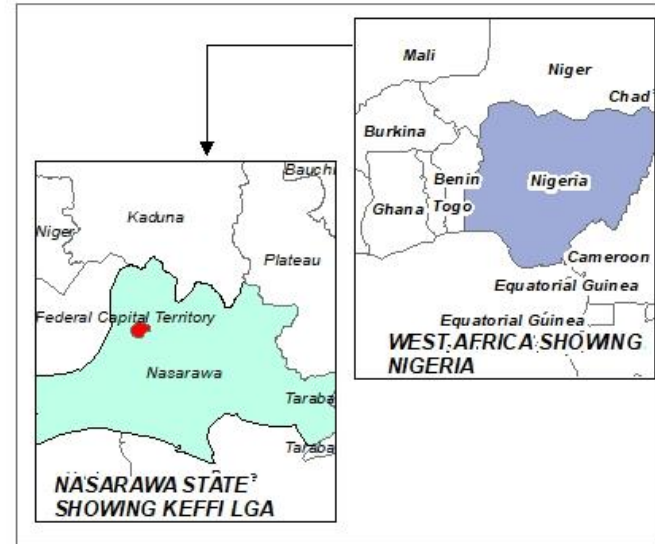 Mali
Niger
Chad
Burkina
Benin
Nigeria
Ghana
Togo
Cameroon
Equatorial Guinea
Equatorial Guinea
WEST AFRICA SHOWING
NIGERIA
Bauchi
Kaduna
Niger
Plateau
Federal Capital Territory
Nasarawa
Taraba
Taraba
NASARAWA STATE
SHOWING KEFFI LGA